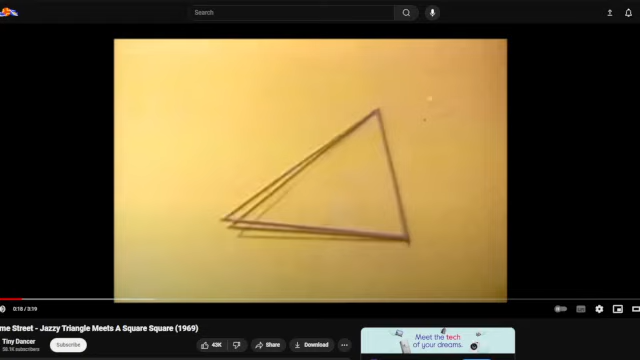 Search
0:18 / 3:19
me Street - Jazzy Triangle Meets A Square Square (1969)
Tiny Dancer
Subscribe
43K
Share
Download
Meet the tech
of your dreams.